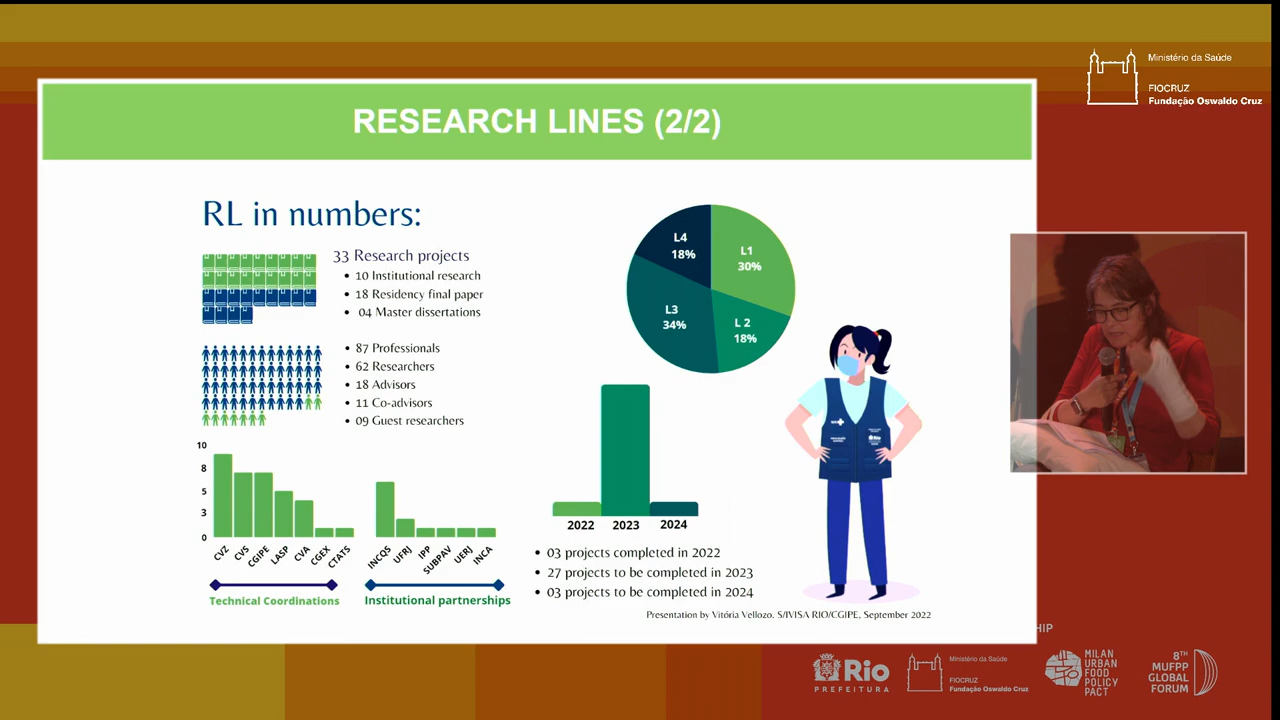 Ministério da Saúde
FIOCRUZ
Fundação Oswaldo Cruz
RESEARCH LINES (2/2)
RL in numbers:
33 Research projects
• 10 Institutional research
• 18 Residency final paper
• 04 Master dissertations
• 87 Professionals
• 62 Researchers
• 18 Advisors
• 11 Co-advisors
• 09 Guest researchers
L4
18%
L1
30%
L3
34%
L 2
18%
10
8
5
3
0
CVZ
CVS
CGIPE
LASP
CVA
CGEX
CTATS
Technical Coordinations
INCQS
UFRJ
IPP
SUBPAV
UERJ
INCA
Institutional partnerships
2022 2023 2024
• 03 projects completed in 2022
• 27 projects to be completed in 2023
• 03 projects to be completed in 2024
Presentation by Vitória Vellozo. S/IVISA RIO/CGIPE, September 2022
Rio
HIP
Rio
PREFEITURA
Ministério da Saúde
FIOCRUZ
Fundação Oswaldo Cruz
MILAN
URBAN
FOOD
POLICY
PACT
8TH
MUFPP
GLOBAL
FORUM